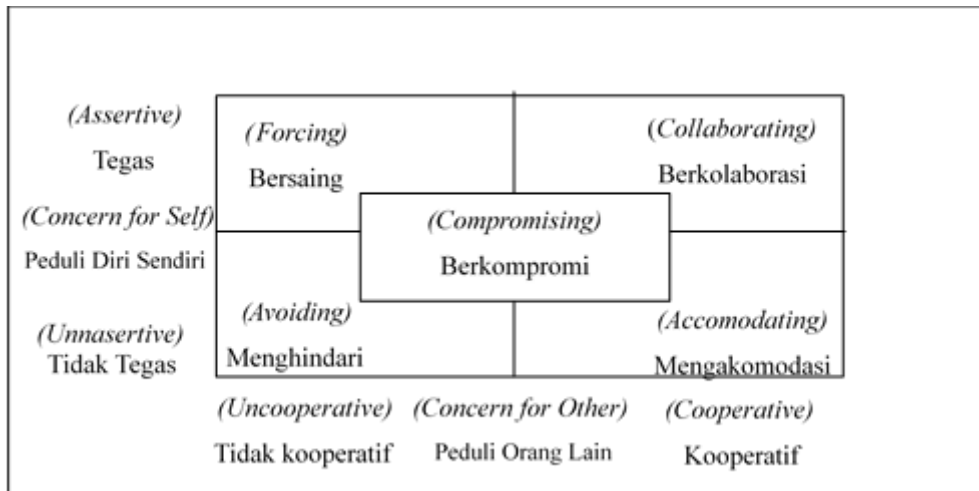 (Assertive)
Tegas
(Concern for Self)
Peduli Diri Sendiri
(Unnasertive)
Tidak Tegas
(Forcing)
Bersaing
(Collaborating)
Berkolaborasi
(Compromising)
Berkompromi
(Avoiding)
Menghindari
(Accomodating)
Mengakomodasi
(Uncooperative)
Tidak kooperatif
(Concern for Other)
Peduli Orang Lain
(Cooperative)
Kooperatif